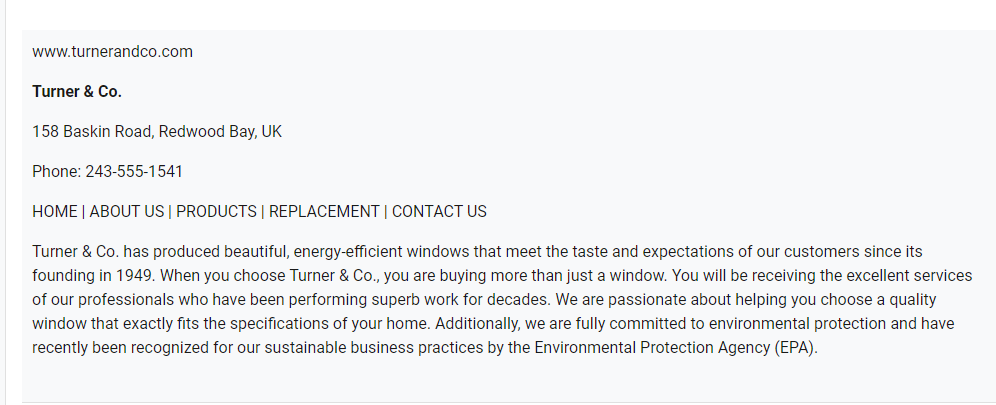 www.turnerandco.com
Turner & Co.
158 Baskin Road, Redwood Bay, UK
Phone: 243-555-1541
HOME | ABOUT US | PRODUCTS | REPLACEMENT | CONTACT US
Turner & Co. has produced beautiful, energy-efficient windows that meet the taste and expectations of our customers since its
founding in 1949. When you choose Turner & Co., you are buying more than just a window. You will be receiving the excellent services
of our professionals who have been performing superb work for decades. We are passionate about helping you choose a quality
window that exactly fits the specifications of your home. Additionally, we are fully committed to environmental protection and have
recently been recognized for our sustainable business practices by the Environmental Protection Agency (EPA).